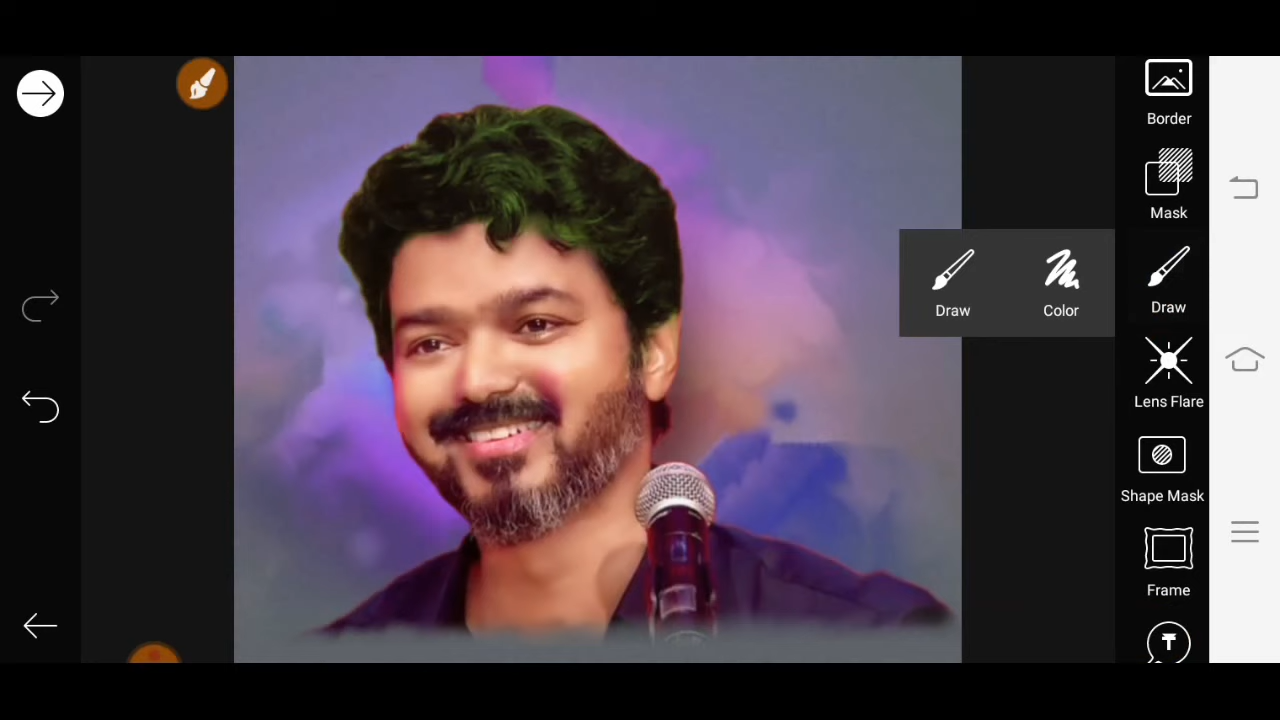 Border
Mask
Draw
Color
Draw
Lens Flare
Shape Mask
Frame
T